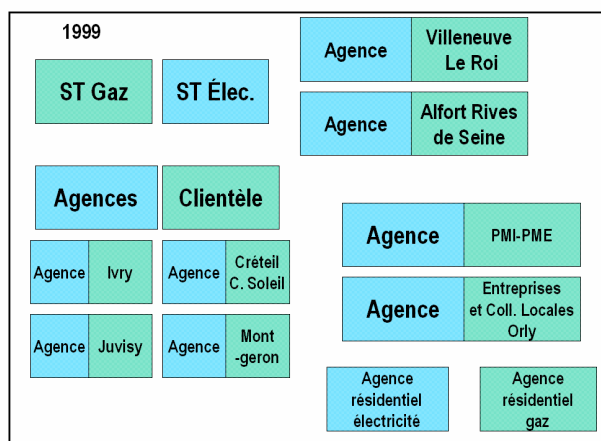 1999
ST Gaz
ST Élec.
Agence
Villeneuve
Le Roi
Agence
Alfort Rives
de Seine
Agences
Clientèle
Agence
Ivry
Agence
Créteil
C. Soleil
Agence
Juvisy
Agence
Mont
-geron
Agence
PMI-PME
Agence
Entreprises
et Coll. Locales
Orly
Agence
résidentiel
électricité
Agence
résidentiel
gaz